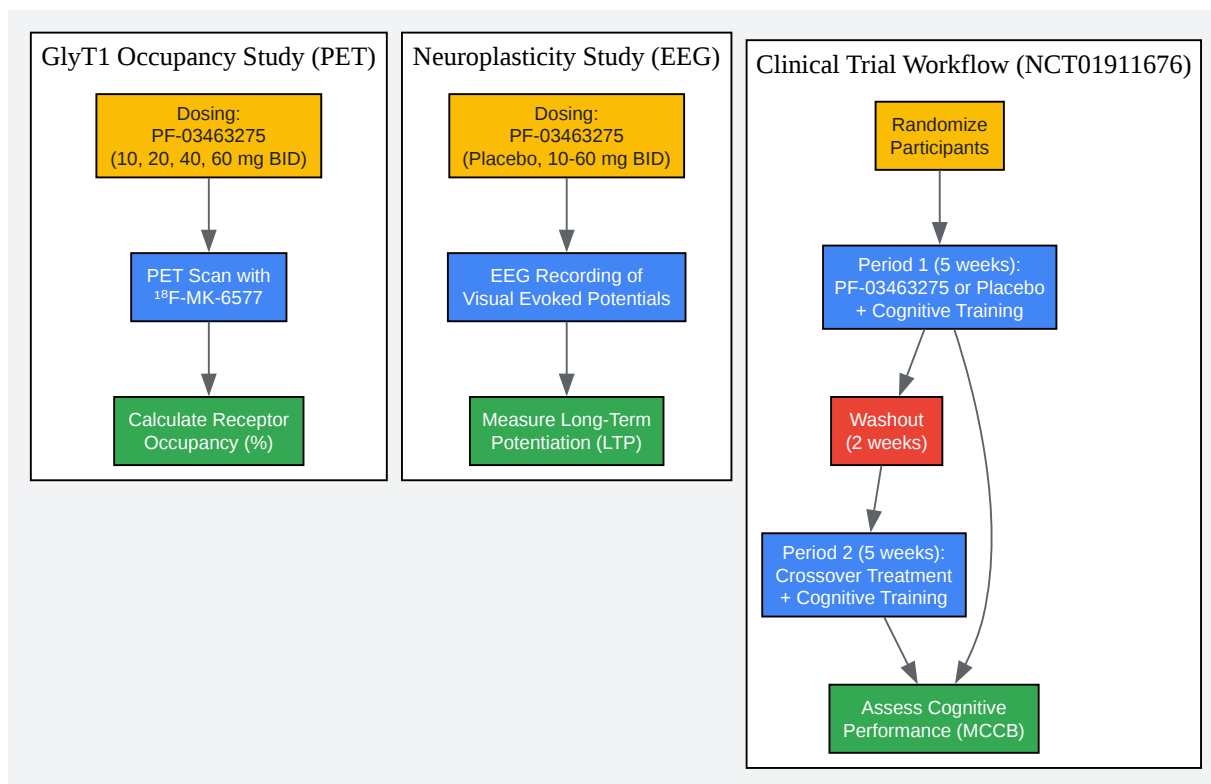 GlyT1 Occupancy Study (PET)
Dosing:
PF-03463275
(10, 20, 40, 60 mg BID)
PET Scan with
¹⁸F-MK-6577
Calculate Receptor
Occupancy (%)
Neuroplasticity Study (EEG)
Dosing:
PF-03463275
(Placebo, 10-60 mg BID)
EEG Recording of
Visual Evoked Potentials
Measure Long-Term
Potentiation (LTP)
Clinical Trial Workflow (NCT01911676)
Randomize
Participants
Period 1 (5 weeks):
PF-03463275 or Placebo
+ Cognitive Training
Washout
(2 weeks)
Period 2 (5 weeks):
Crossover Treatment
+ Cognitive Training
Assess Cognitive
Performance (MCCB)